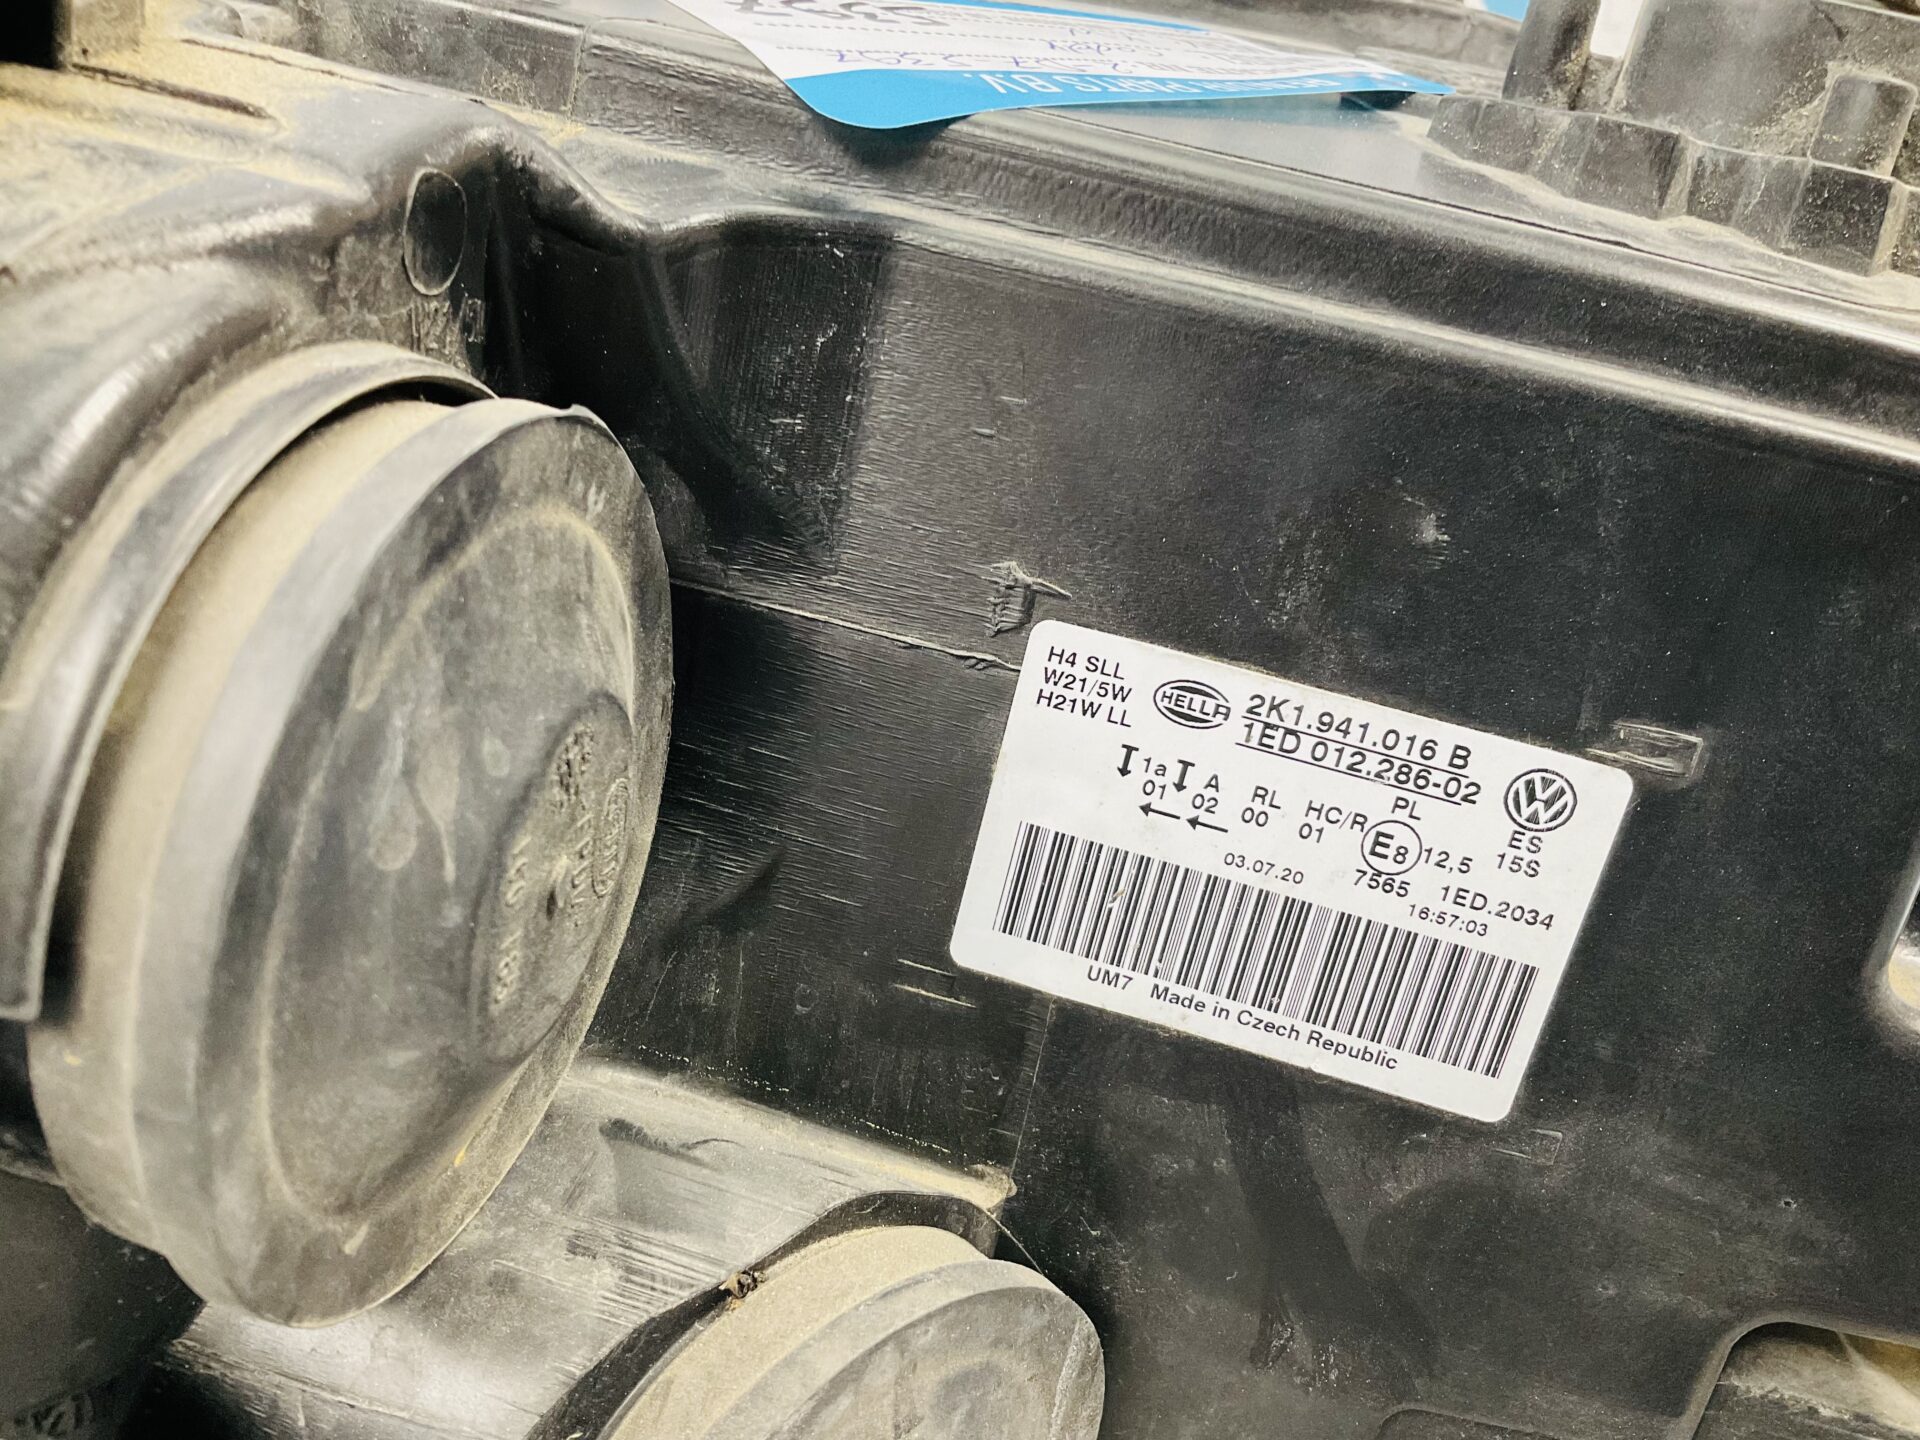 PARTS B.V.
H4 SLL
W21/5W
H21W LL
HELLA
2K1.941.016 B
1ED 012.286-02
1a A RL HC/R PL
01 02 00 01 E8 12,5 ES
15S
03.07.20 7565 1ED.2034
16:57:03
UM7 Made in Czech Republic